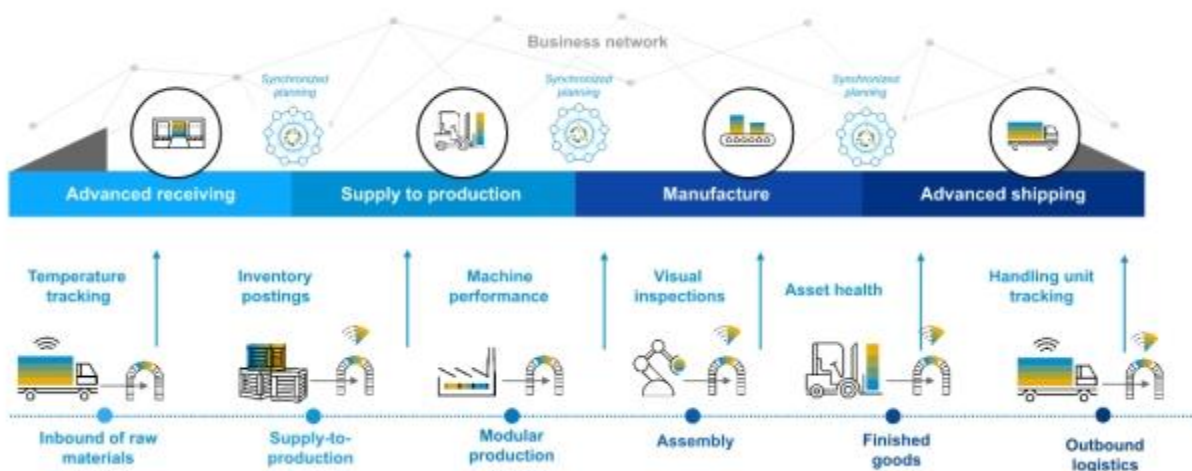 Business network
Synchronized
planning
Synchronized
planning
Synchronized
planning
Advanced receiving
Supply to production
Manufacture
Advanced shipping
Temperature
tracking
Inventory
postings
Machine
performance
Visual
inspections
Asset health
Handling unit
tracking
Inbound of raw
materials
Supply-to-
production
Modular
production
Assembly
Finished
goods
Outbound
logistics